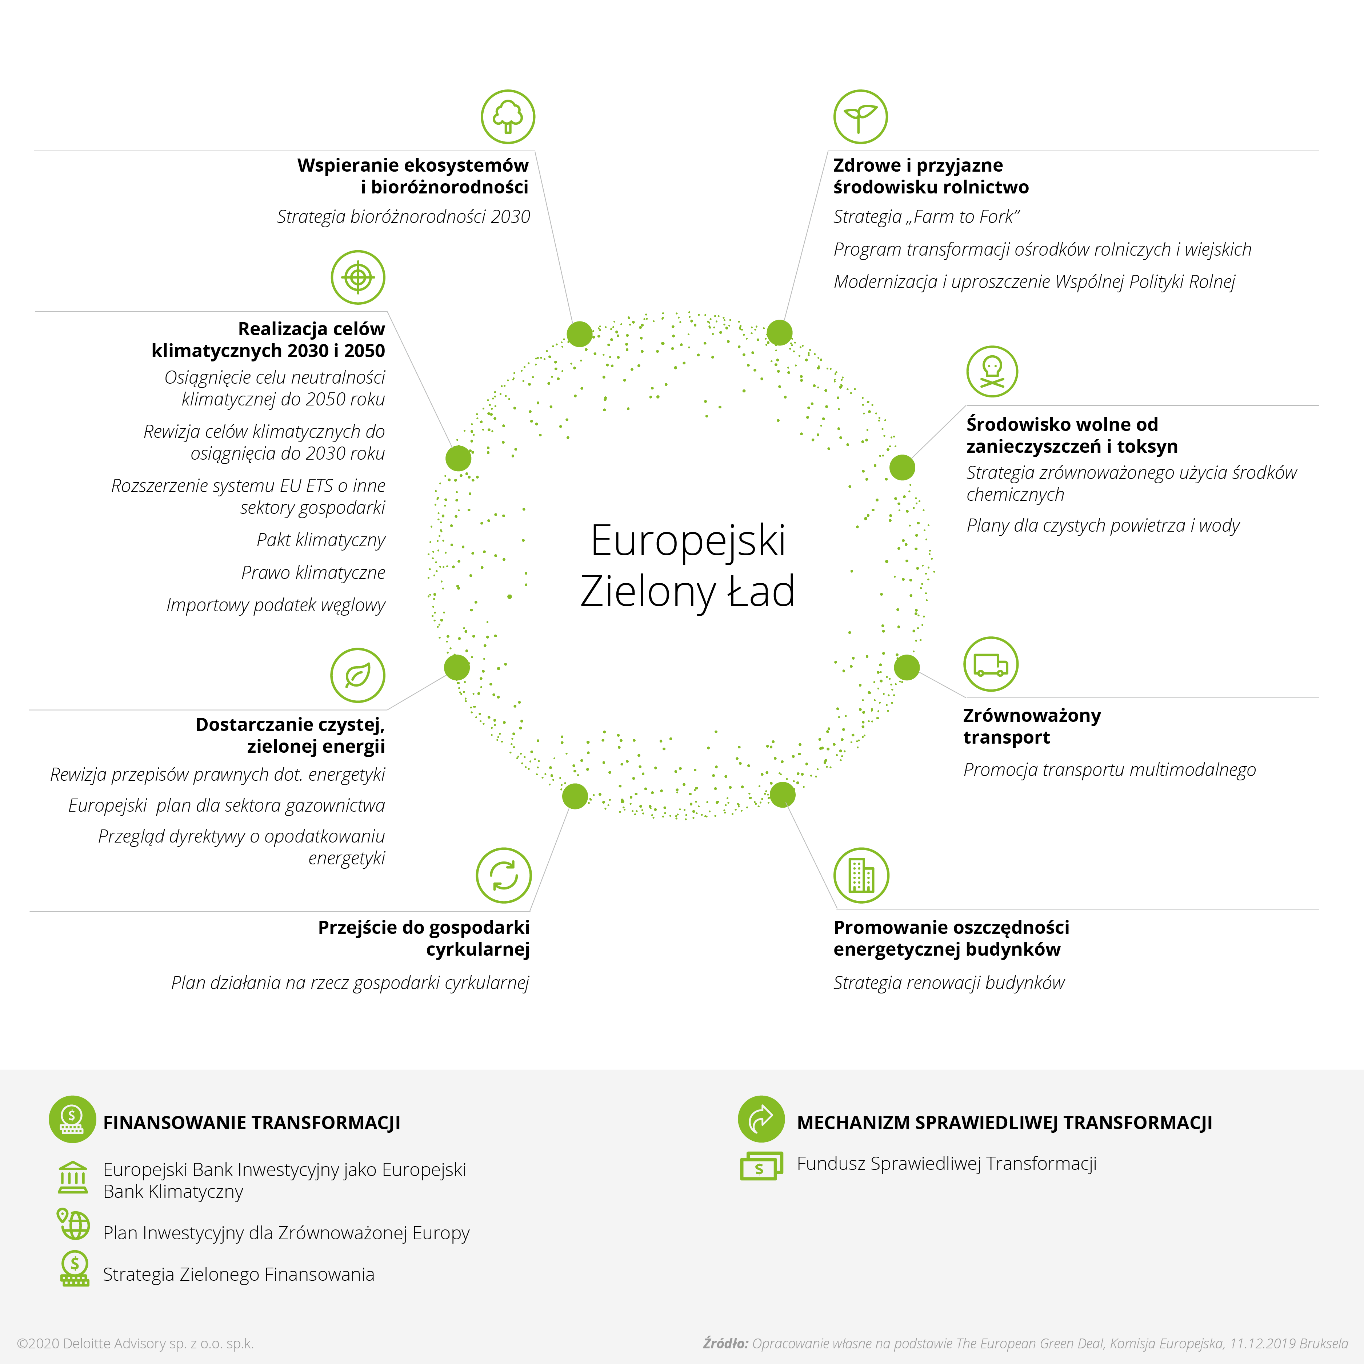 Wspieranie ekosystemów
i bioróżnorodności
Strategia bioróżnorodności 2030
Realizacja celów
klimatycznych 2030 i 2050
Osiągnięcie celu neutralności
klimatycznej do 2050 roku
Rewizja celów klimatycznych do
osiągnięcia do 2030 roku
Rozszerzenie systemu EU ETS o inne
sektory gospodarki
Pakt klimatyczny
Prawo klimatyczne
Importowy podatek węglowy
Dostarczanie czystej,
zielonej energii
Rewizja przepisów prawnych dot. energetyki
Europejski plan dla sektora gazownictwa
Przegląd dyrektywy o opodatkowaniu
energetyki
Przejście do gospodarki
cyrkularnej
Plan działania na rzecz gospodarki cyrkularnej
Europejski
Zielony Ład
Zdrowe i przyjazne
środowisku rolnictwo
Strategia „Farm to Fork”
Program transformacji ośrodków rolniczych i wiejskich
Modernizacja i uproszczenie Wspólnej Polityki Rolnej
Środowisko wolne od
zanieczyszczeń i toksyn
Strategia zrównoważonego użycia środków
chemicznych
Plany dla czystych powietrza i wody
Zrównoważony
transport
Promocja transportu multimodalnego
Promowanie oszczędności
energetycznej budynków
Strategia renowacji budynków
FINANSOWANIE TRANSFORMACJI
Europejski Bank Inwestycyjny jako Europejski
Bank Klimatyczny
Plan Inwestycyjny dla Zrównoważonej Europy
Strategia Zielonego Finansowania
MECHANIZM SPRAWIEDLIWEJ TRANSFORMACJI
Fundusz Sprawiedliwej Transformacji
©2020 Deloitte Advisory sp. z o.o. sp.k.
Źródło: Opracowanie własne na podstawie The European Green Deal, Komisja Europejska, 11.12.2019 Bruksela